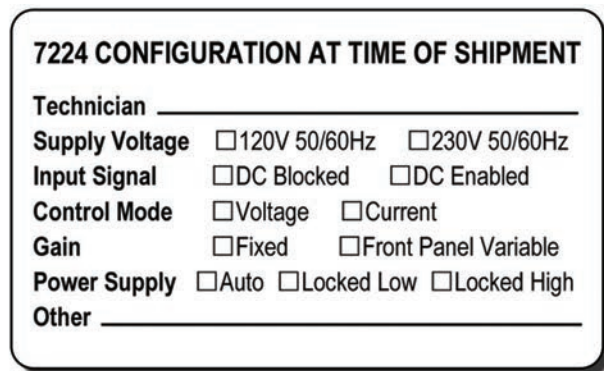 7224 CONFIGURATION AT TIME OF SHIPMENT
Technician
Supply Voltage ☐120V 50/60Hz ☐230V 50/60Hz
Input Signal ☐DC Blocked ☐DC Enabled
Control Mode ☐Voltage ☐Current
Gain ☐Fixed ☐Front Panel Variable
Power Supply ☐Auto ☐Locked Low ☐Locked High
Other